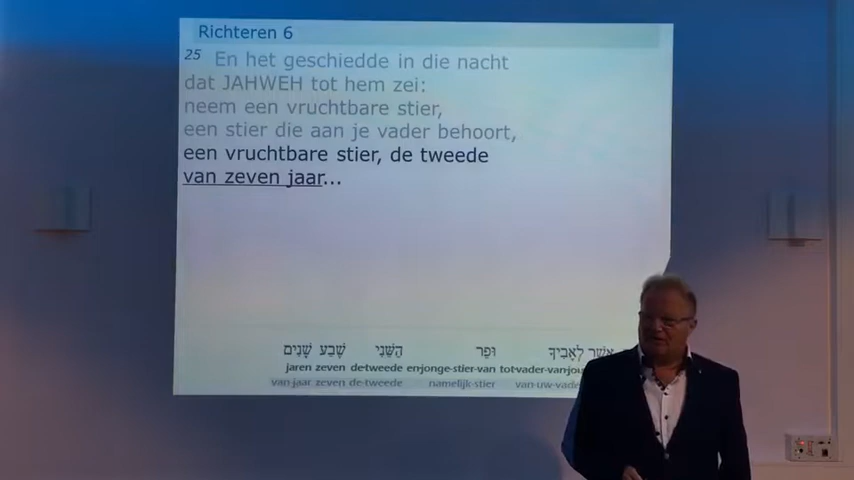 Richteren 6
25 En het geschiedde in die nacht
dat JAHWEH tot hem zei:
neem een vruchtbare stier,
een stier die aan je vader behoort,
een vruchtbare stier, de tweede
van zeven jaar...
אֲשֶׁר לְאָבִיךָ וּפַר הַשֵּׁנִי שֶׁבַע שָׁנִים
jaren zeven de·tweede en·jonge-stier-van tot·vader-van·jou
van·jaar zeven de·tweede namelijk·stier van·uw·vade